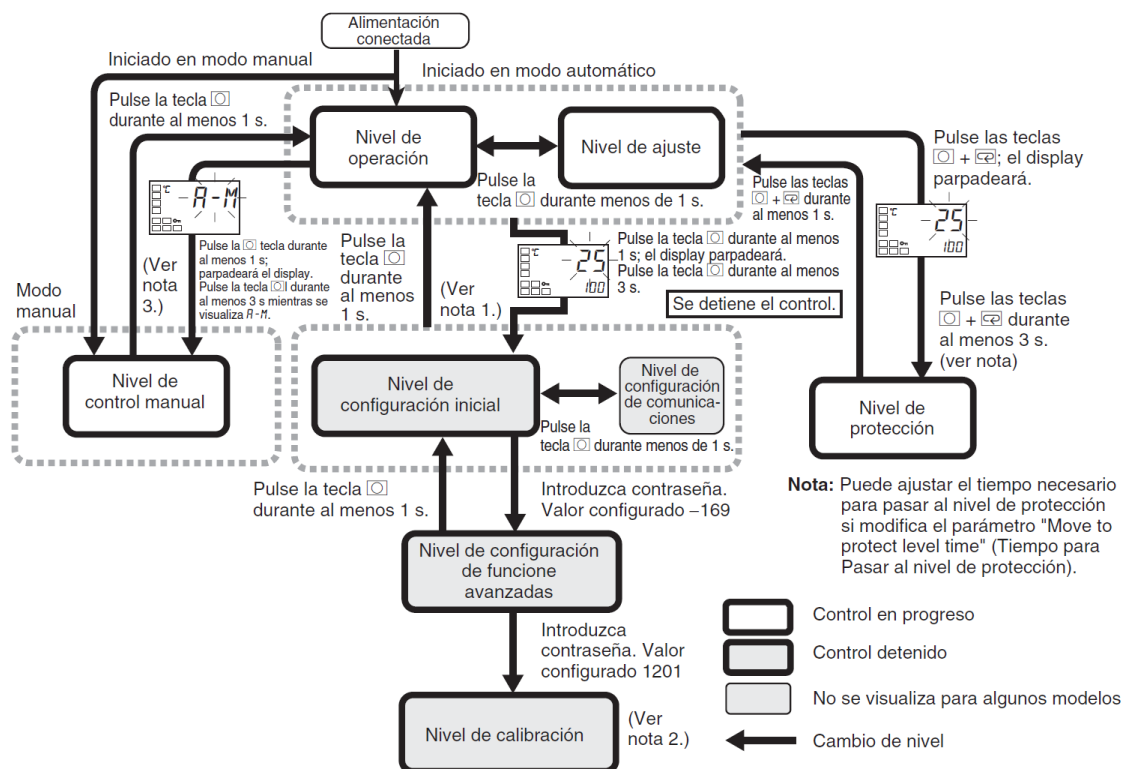 Alimentación
conectada
Iniciado en modo manual
Iniciado en modo automático
Pulse la tecla
durante al menos 1 s.
Nivel de
operación
Nivel de ajuste
Pulse la
tecla durante menos de 1 s.
Pulse las teclas
+ durante
al menos 1 s.
Pulse las teclas
+ ; el display
parpadeará.
°C
A-M
Pulse la tecla durante
al menos 1 s;
parpadeará el display.
Pulse la tecla l durante
al menos 3 s mientras se
visualiza A-M.
(Ver
nota 3.)
Pulse la
tecla
durante
al menos
1 s.
(Ver
nota 1.)
°C
25
100
Pulse la tecla durante al menos
1 s; el display parpadeará.
Pulse la tecla durante al menos
3 s.
Se detiene el control.
°C
25
100
Pulse las teclas
+ durante
al menos 3 s.
(ver nota)
Modo
manual
Nivel de
control manual
Nivel de
configuración inicial
Nivel de
configuración
de comunica-
ciones
Pulse la
tecla durante menos de 1 s.
Nivel de
protección
Pulse la tecla
durante al menos 1 s.
Introduzca contraseña.
Valor configurado –169
Nota: Puede ajustar el tiempo necesario
para pasar al nivel de protección
si modifica el parámetro "Move to
protect level time" (Tiempo para
Pasar al nivel de protección).
Nivel de configuración
de funcione
avanzadas
Introduzca
contraseña. Valor
configurado 1201
Nivel de calibración
(Ver
nota 2.)
Control en progreso
Control detenido
No se visualiza para algunos modelos
Cambio de nivel